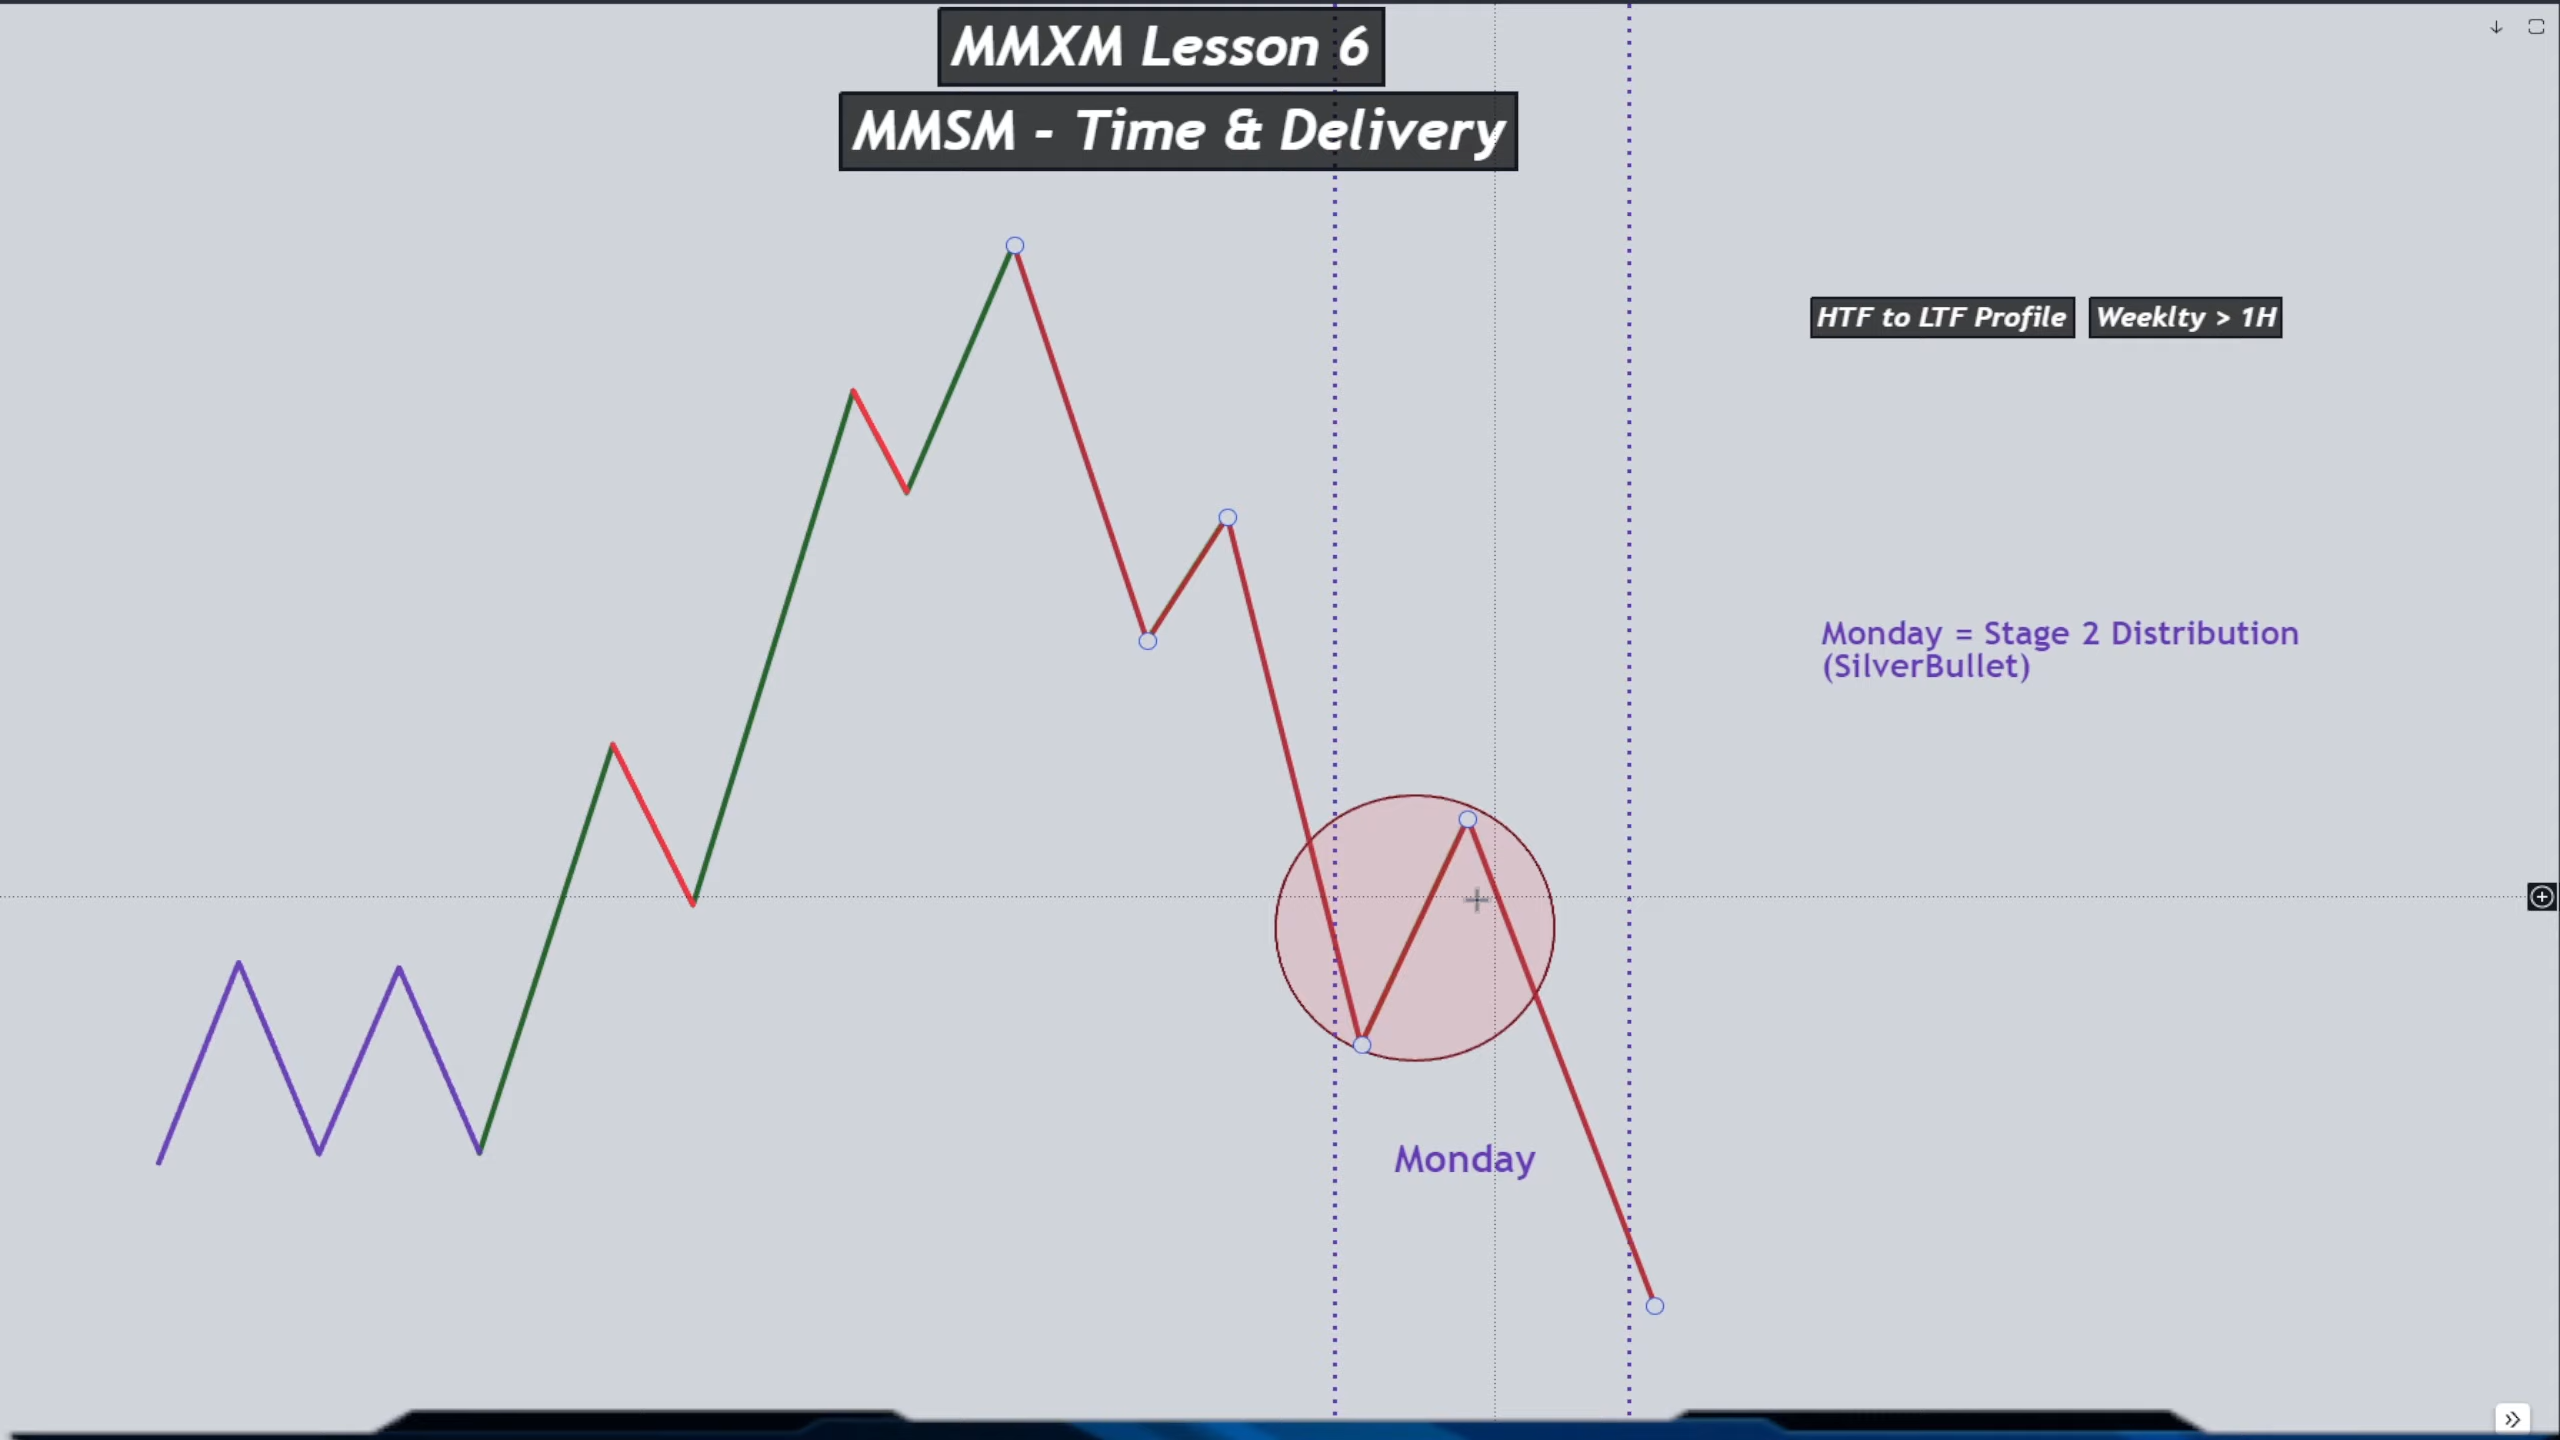 MMXM Lesson 6
MMSM - Time & Delivery
HTF to LTF Profile
Weeklty > 1H
Monday = Stage 2 Distribution
(SilverBullet)
Monday